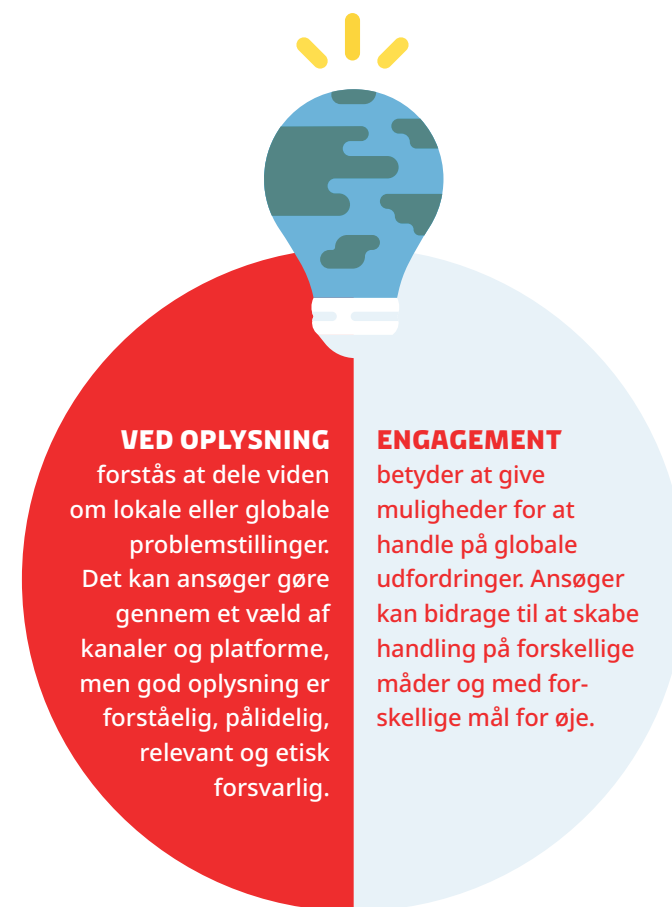 VED OPLYSNING
forstås at dele viden
om lokale eller globale
problemstillinger.
Det kan ansøger gøre
gennem et væld af
kanaler og platforme,
men god oplysning er
forståelig, pålidelig,
relevant og etisk
forsvarlig.
ENGAGEMENT
betyder at give
muligheder for at
handle på globale
udfordringer. Ansøger
kan bidrage til at skabe
handling på forskellige
måder og med for-
skellige mål for øje.